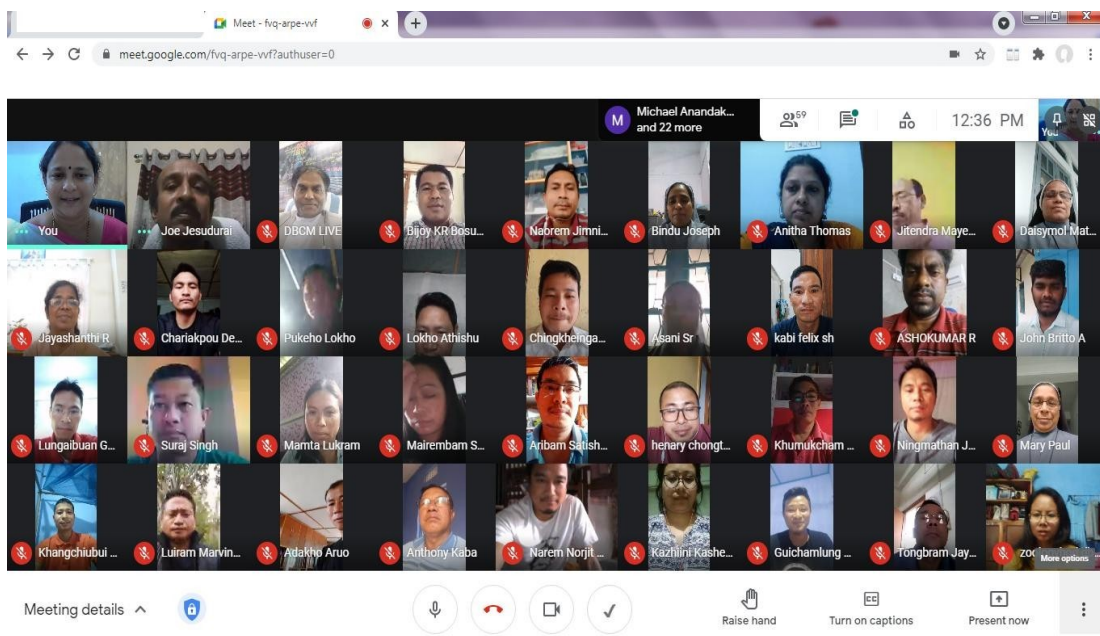 Meet - fvq-arpe-vvf
meet.google.com/fvq-arpe-vvf?authuser=0
M Michael Anandak...
and 22 more
59
12:36 PM
You
You
Joe Jesudurai
DBCM LIVE
Bijoy KR Bosu...
Naorem Jimni...
Bindu Joseph
Anitha Thomas
Jitendra Maye...
Daisymol Mat...
Jayashanthi R
Chariakpou De...
Pukeho Lokho
Lokho Athishu
Chingkheinga...
Asani Sr
kabi felix sh
ASHOKUMAR R
John Britto A
Lungaibuan G...
Suraj Singh
Mamta Lukram
Mairembam S...
Aribam Satish...
henary chongt...
Khumukcham ...
Ningmathan J...
Mary Paul
Khangchiubui ...
Luiram Marvin...
Adakho Aruo
Anthony Kaba
Narem Norjit ...
Kazhlini Kashe...
Guichamlung ...
Tongbram Jay...
More options
Meeting details
Raise hand
CC
Turn on captions
Present now